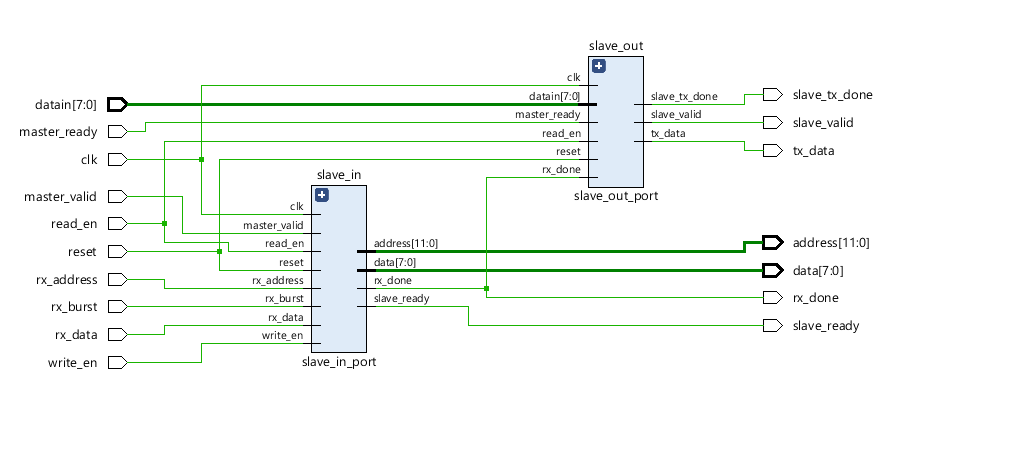 slave_out
clk
datain[7:0]
master_ready
read_en
reset
rx_done
slave_tx_done
slave_valid
tx_data
slave_out_port
datain[7:0]
master_ready
clk
master_valid
read_en
reset
rx_address
rx_burst
rx_data
write_en
slave_in
clk
master_valid
read_en
reset
rx_address
rx_burst
rx_data
write_en
address[11:0]
data[7:0]
rx_done
slave_ready
slave_in_port
slave_tx_done
slave_valid
tx_data
address[11:0]
data[7:0]
rx_done
slave_ready